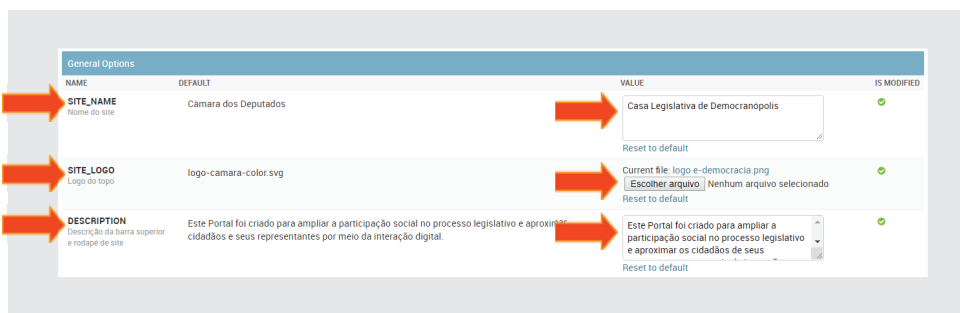 General Options
NAME DEFAULT VALUE IS MODIFIED
SITE_NAME
Nome do site
Câmara dos Deputados
Casa Legislativa de Democranópolis
Reset to default
SITE_LOGO
Logo do topo
logo-camara-color.svg
Current file: logo e-democracia.png
Escolher arquivo Nenhum arquivo selecionado
Reset to default
DESCRIPTION
Descrição da barra superior
e rodape de site
Este Portal foi criado para ampliar a participação social no processo legislativo e aproximar
cidadãos e seus representantes por meio da interação digital.
Este Portal foi criado para ampliar a
participação social no processo legislativo
e aproximar os cidadãos de seus
Reset to default